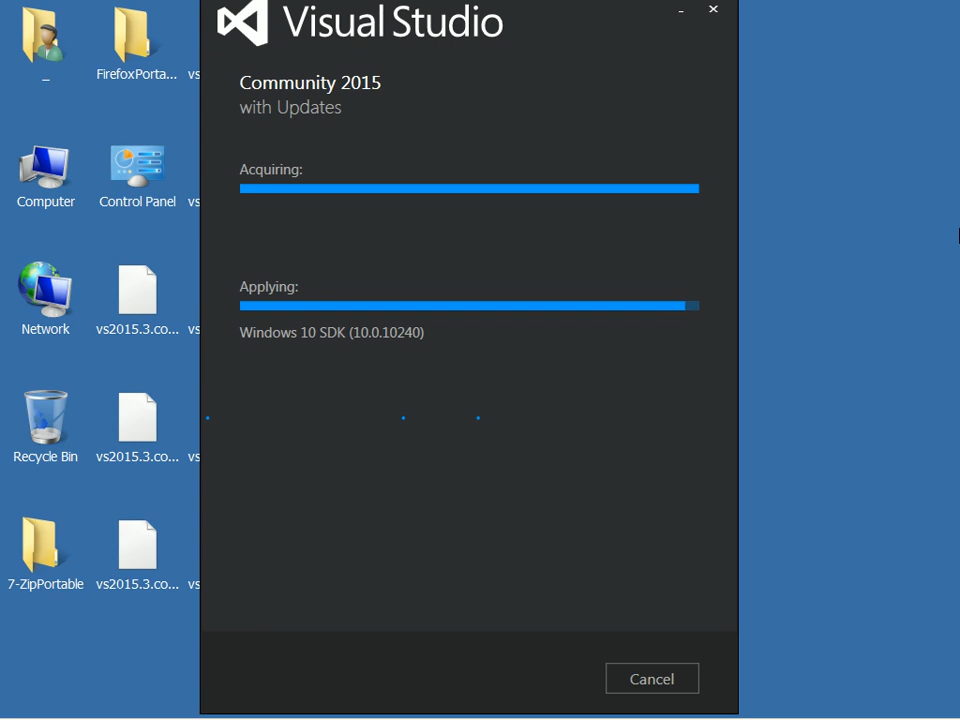 Visual Studio
Community 2015
with Updates
Acquiring:
Applying:
Windows 10 SDK (10.0.10240)
Cancel
_
FirefoxPorta...
vs
Computer
Control Panel
vs
Network
vs2015.3.co...
vs
Recycle Bin
vs2015.3.co...
vs
7-ZipPortable
vs2015.3.co...
vs